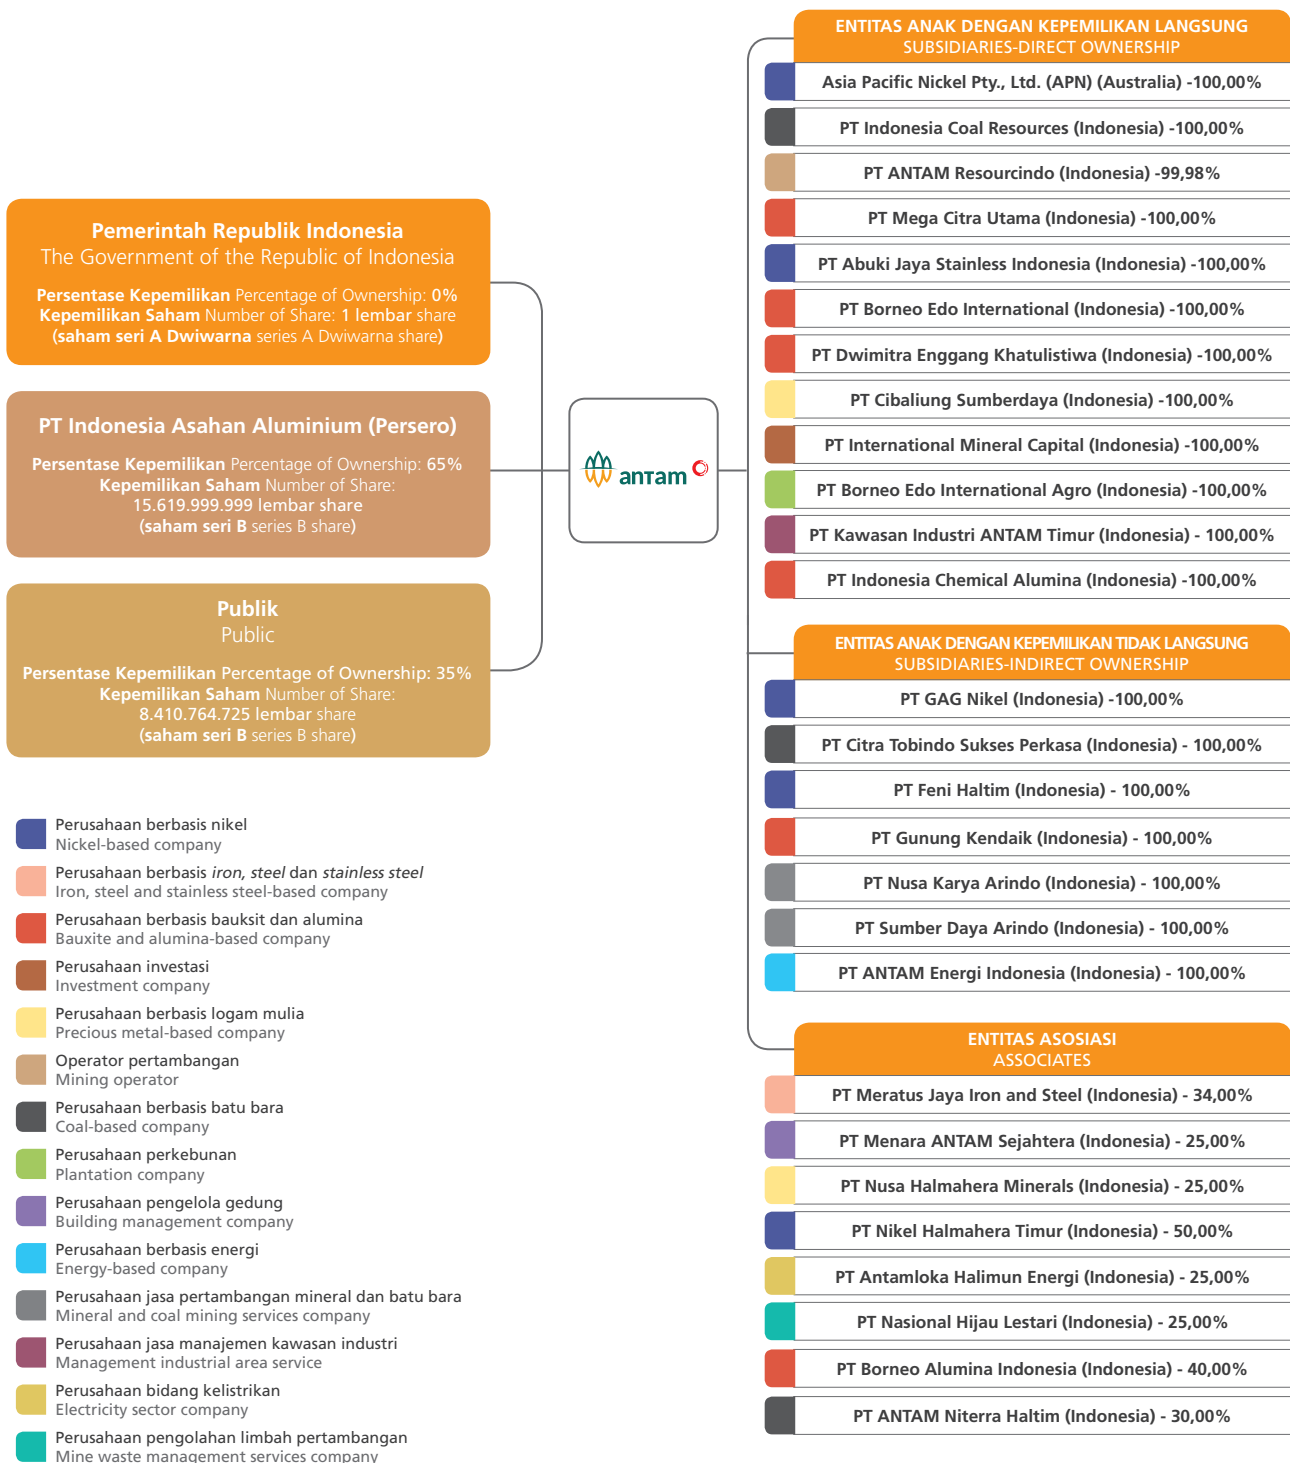 Pemerintah Republik Indonesia
The Government of the Republic of Indonesia
Persentase Kepemilikan Percentage of Ownership: 0%
Kepemilikan Saham Number of Share: 1 lembar share
(saham seri A Dwiwarna series A Dwiwarna share)
PT Indonesia Asahan Aluminium (Persero)
Persentase Kepemilikan Percentage of Ownership: 65%
Kepemilikan Saham Number of Share:
15.619.999.999 lembar share
(saham seri B series B share)
Publik
Public
Persentase Kepemilikan Percentage of Ownership: 35%
Kepemilikan Saham Number of Share:
8.410.764.725 lembar share
(saham seri B series B share)
antam
ENTITAS ANAK DENGAN KEPEMILIKAN LANGSUNG
SUBSIDIARIES-DIRECT OWNERSHIP
Asia Pacific Nickel Pty., Ltd. (APN) (Australia) -100,00%
PT Indonesia Coal Resources (Indonesia) -100,00%
PT ANTAM Resourcindo (Indonesia) -99,98%
PT Mega Citra Utama (Indonesia) -100,00%
PT Abuki Jaya Stainless Indonesia (Indonesia) -100,00%
PT Borneo Edo International (Indonesia) -100,00%
PT Dwimitra Enggang Khatulistiwa (Indonesia) -100,00%
PT Cibaliung Sumberdaya (Indonesia) -100,00%
PT International Mineral Capital (Indonesia) -100,00%
PT Borneo Edo International Agro (Indonesia) -100,00%
PT Kawasan Industri ANTAM Timur (Indonesia) - 100,00%
PT Indonesia Chemical Alumina (Indonesia) -100,00%
ENTITAS ANAK DENGAN KEPEMILIKAN TIDAK LANGSUNG
SUBSIDIARIES-INDIRECT OWNERSHIP
PT GAG Nikel (Indonesia) -100,00%
PT Citra Tobindo Sukses Perkasa (Indonesia) - 100,00%
PT Feni Haltim (Indonesia) - 100,00%
PT Gunung Kendaik (Indonesia) - 100,00%
PT Nusa Karya Arindo (Indonesia) - 100,00%
PT Sumber Daya Arindo (Indonesia) - 100,00%
PT ANTAM Energi Indonesia (Indonesia) - 100,00%
ENTITAS ASOSIASI
ASSOCIATES
PT Meratus Jaya Iron and Steel (Indonesia) - 34,00%
PT Menara ANTAM Sejahtera (Indonesia) - 25,00%
PT Nusa Halmahera Minerals (Indonesia) - 25,00%
PT Nikel Halmahera Timur (Indonesia) - 50,00%
PT Antamloka Halimun Energi (Indonesia) - 25,00%
PT Nasional Hijau Lestari (Indonesia) - 25,00%
PT Borneo Alumina Indonesia (Indonesia) - 40,00%
PT ANTAM Niterra Haltim (Indonesia) - 30,00%
Perusahaan berbasis nikel
Nickel-based company
Perusahaan berbasis iron, steel dan stainless steel
Iron, steel and stainless steel-based company
Perusahaan berbasis bauksit dan alumina
Bauxite and alumina-based company
Perusahaan investasi
Investment company
Perusahaan berbasis logam mulia
Precious metal-based company
Operator pertambangan
Mining operator
Perusahaan berbasis batu bara
Coal-based company
Perusahaan perkebunan
Plantation company
Perusahaan pengelola gedung
Building management company
Perusahaan berbasis energi
Energy-based company
Perusahaan jasa pertambangan mineral dan batu bara
Mineral and coal mining services company
Perusahaan jasa manajemen kawasan industri
Management industrial area service
Perusahaan bidang kelistrikan
Electricity sector company
Perusahaan pengolahan limbah pertambangan
Mine waste management services company